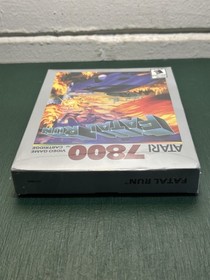 FATAL RUN
ATARI
7800
VIDEO GAME
CARTRIDGE
FATAL RUN